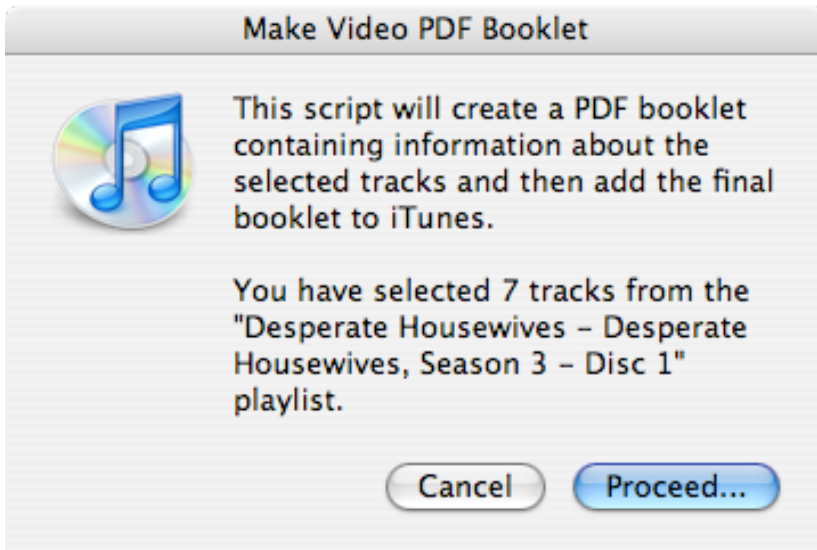 Make Video PDF Booklet
This script will create a PDF booklet
containing information about the
selected tracks and then add the final
booklet to iTunes.
You have selected 7 tracks from the
"Desperate Housewives – Desperate
Housewives, Season 3 – Disc 1"
playlist.
Cancel
Proceed...